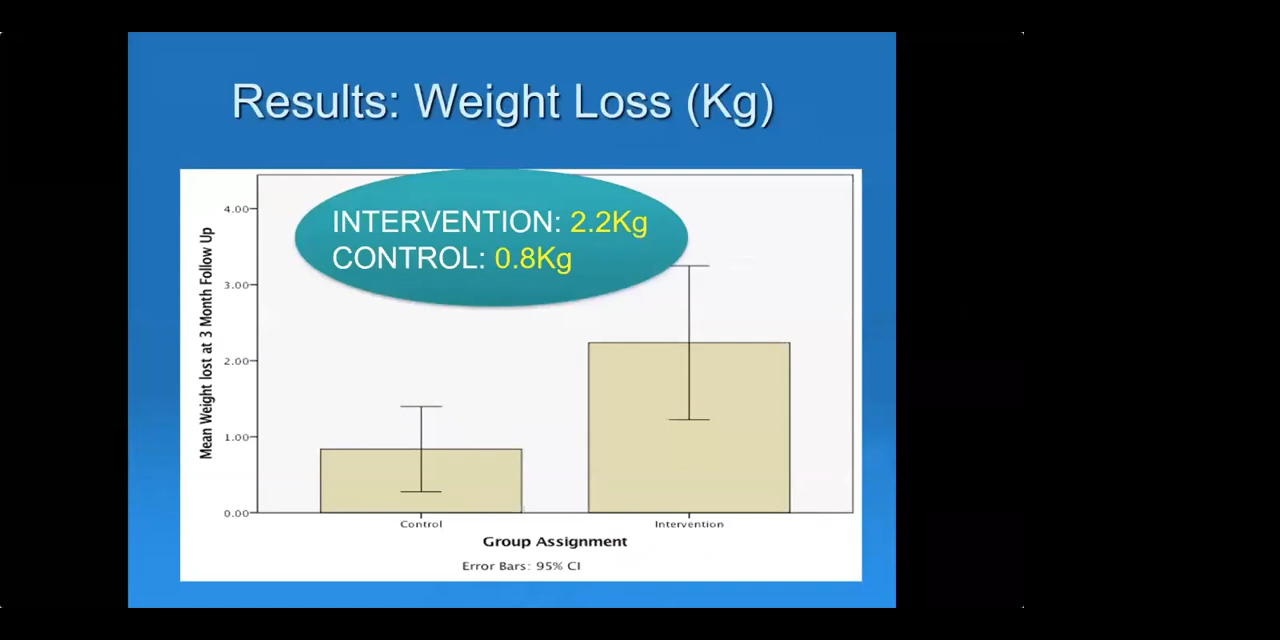 Results: Weight Loss (Kg)
INTERVENTION: 2.2Kg
CONTROL: 0.8Kg
Mean Weight lost at 3 Month Follow Up
4.00
3.00
2.00
1.00
0.00
Control
Intervention
Group Assignment
Error Bars: 95% CI